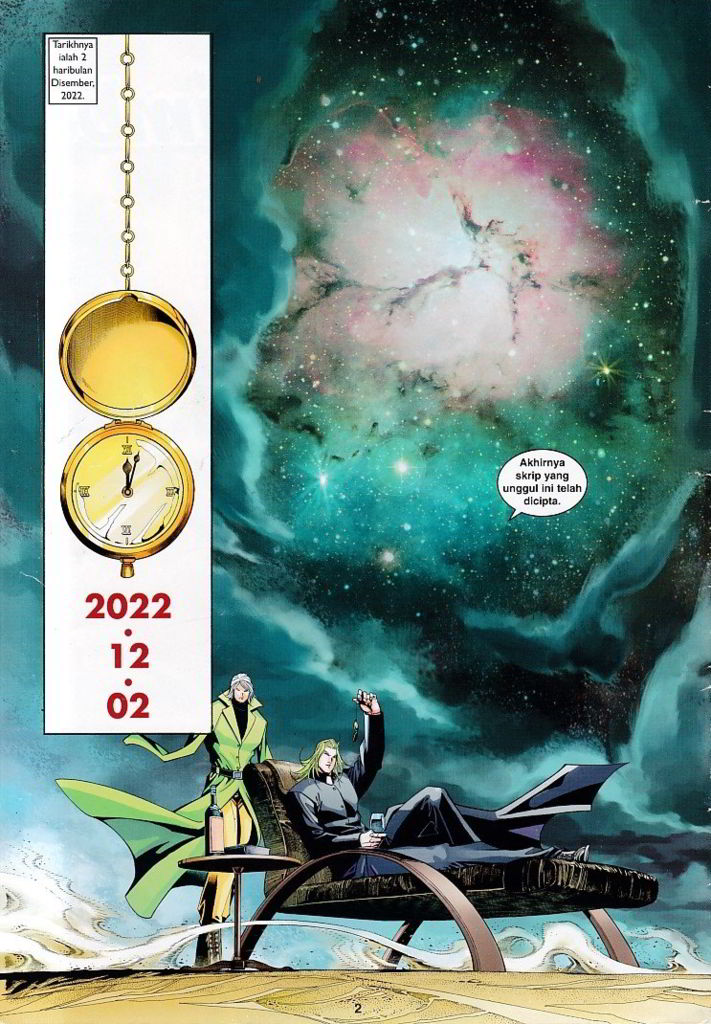 Tarikhnya
ialah 2
haribulan
Disember,
2022.
2022
•
12
•
02
Akhirnya
skrip yang
unggul ini telah
dicipta.
2